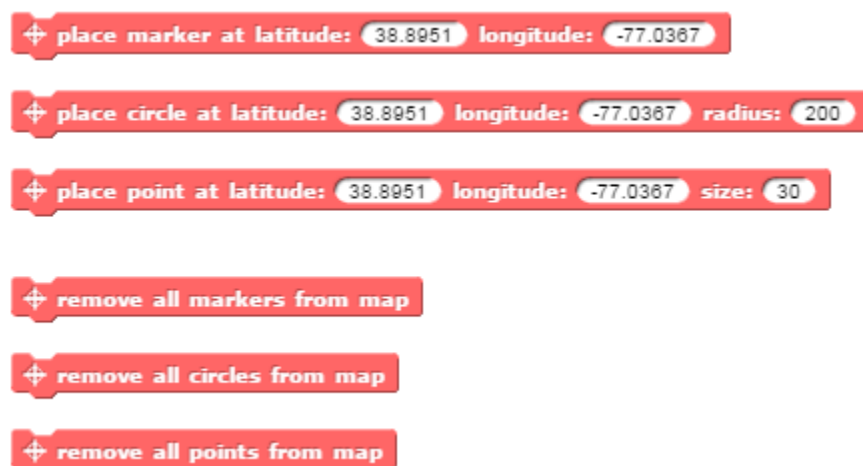 place marker at latitude: 38.8951 longitude: -77.0367
place circle at latitude: 38.8951 longitude: -77.0367 radius: 200
place point at latitude: 38.8951 longitude: -77.0367 size: 30
remove all markers from map
remove all circles from map
remove all points from map